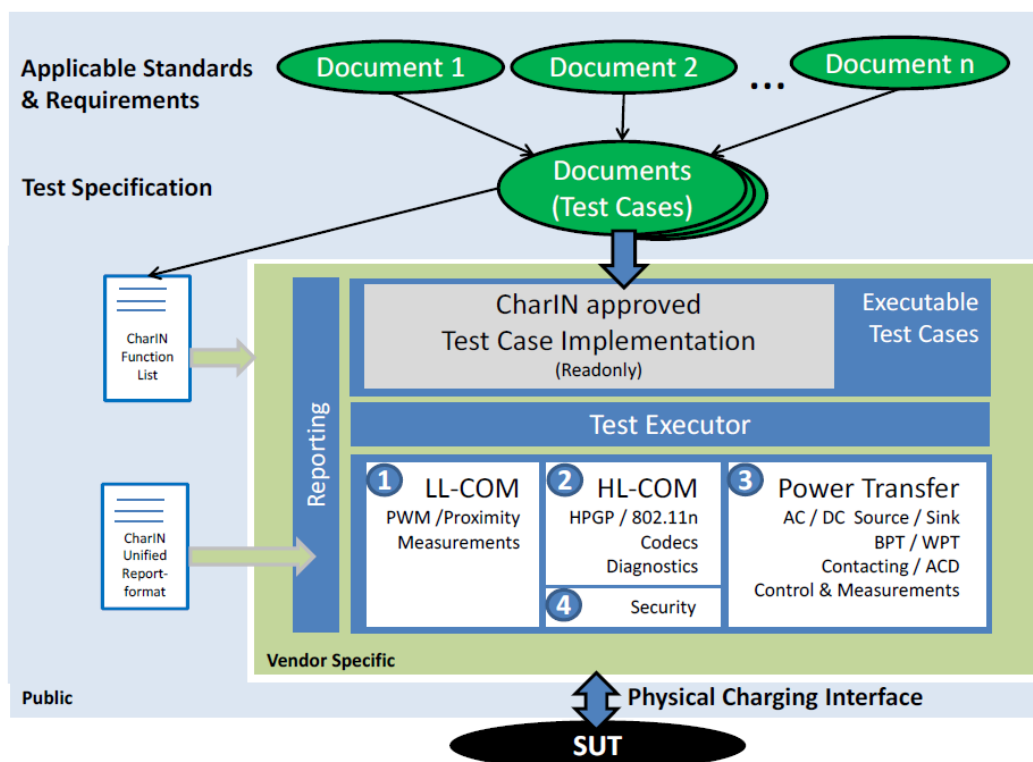 Applicable Standards
& Requirements
Document 1
Document 2
...
Document n
Test Specification
Documents
(Test Cases)
CharIN
Function
List
CharIN approved
Test Case Implementation
(Readonly)
Executable
Test Cases
Reporting
Test Executor
CharIN
Unified
Report-
format
1 LL-COM
PWM /Proximity
Measurements
2 HL-COM
HPGP / 802.11n
Codecs
Diagnostics
4 Security
3 Power Transfer
AC / DC Source / Sink
BPT / WPT
Contacting / ACD
Control & Measurements
Vendor Specific
Public
Physical Charging Interface
SUT